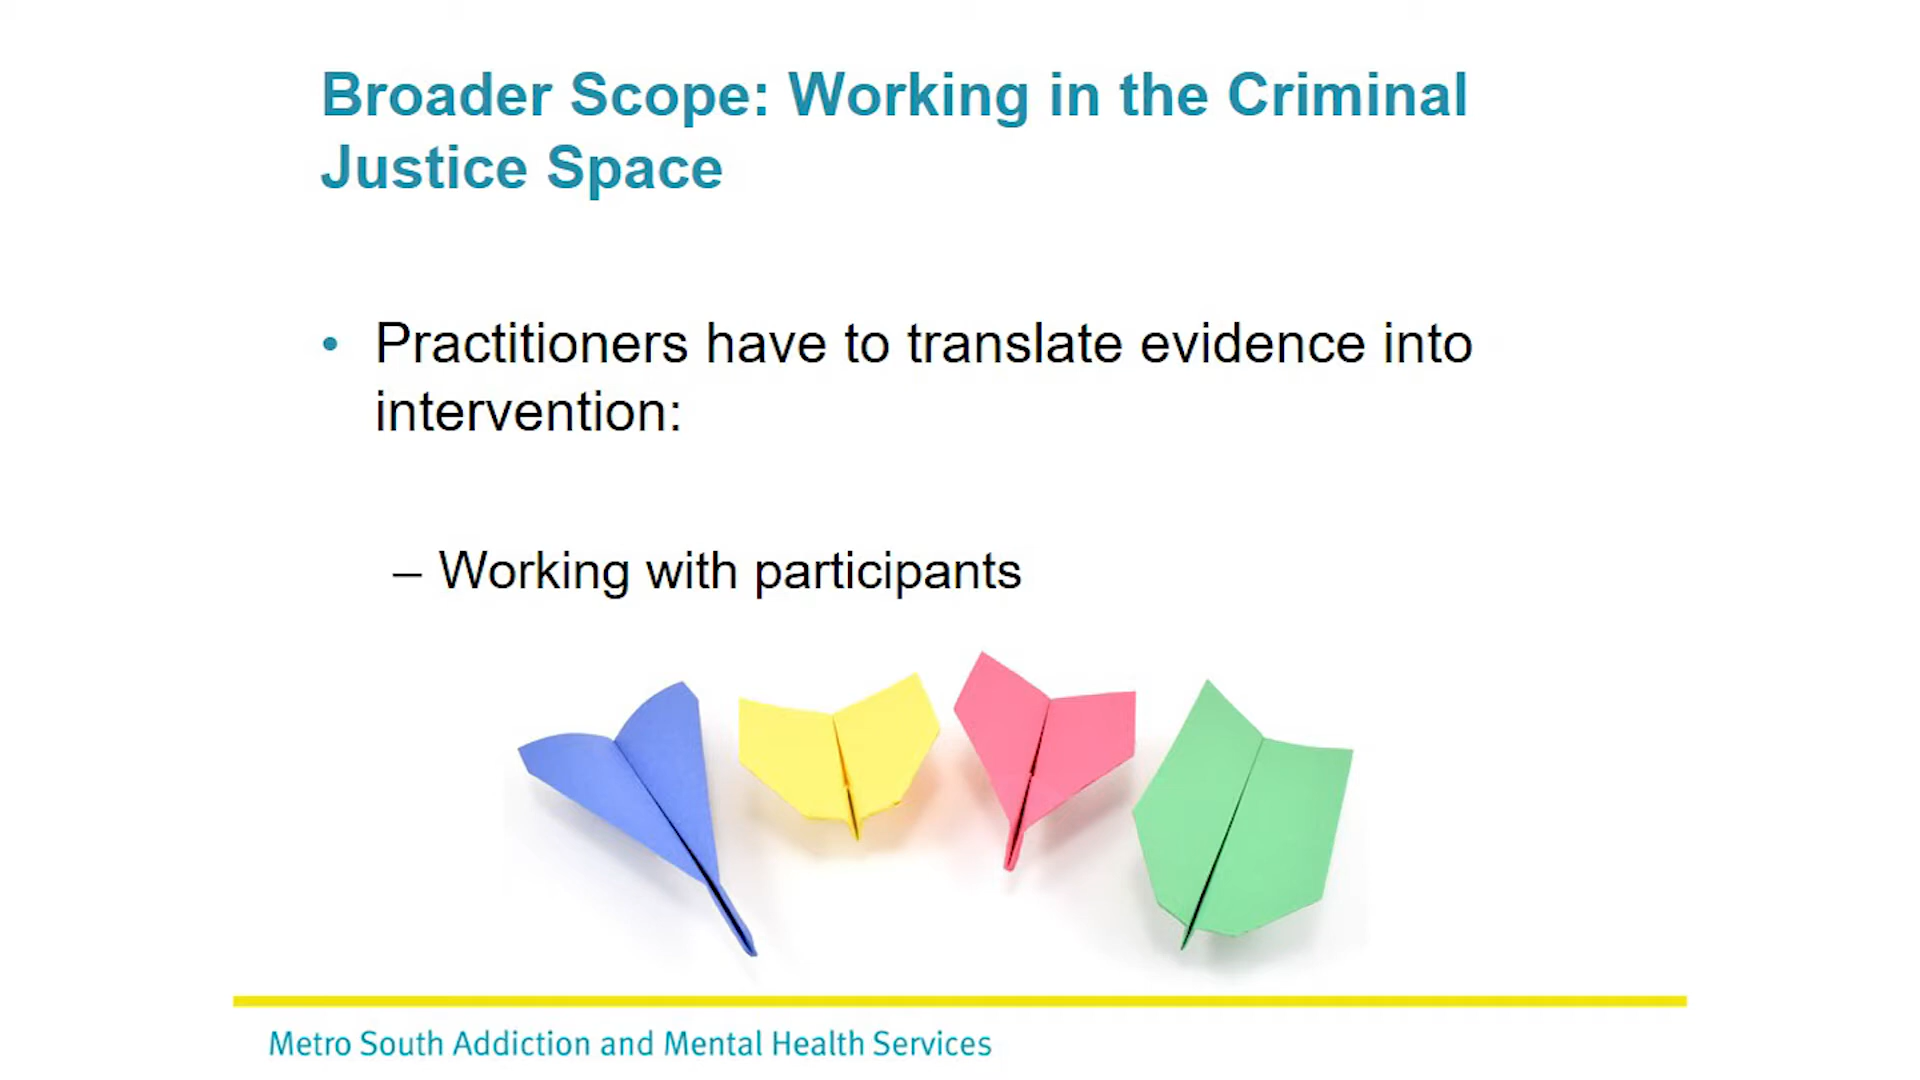 Broader Scope: Working in the Criminal
Justice Space
• Practitioners have to translate evidence into
intervention:
– Working with participants
Metro South Addiction and Mental Health Services